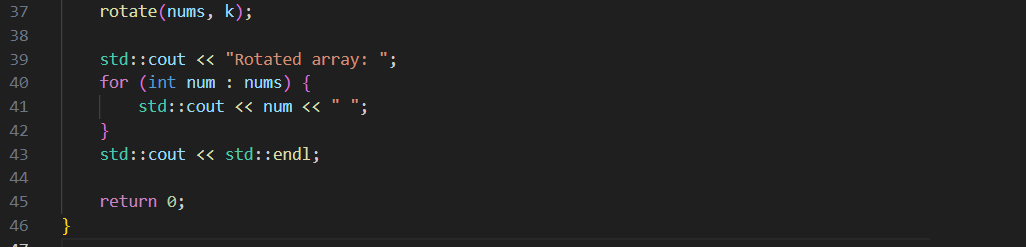 37 rotate(nums, k);
38
39 std::cout << "Rotated array: ";
40 for (int num : nums) {
41 std::cout << num << " ";
42 }
43 std::cout << std::endl;
44
45 return 0;
46 }
47